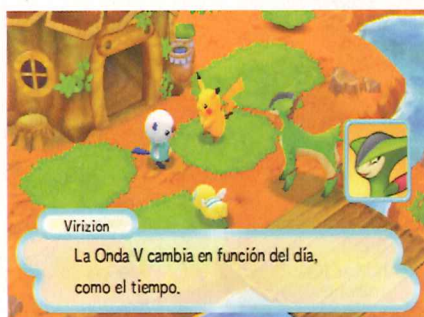 Virizion
La Onda V cambia en función del día,
como el tiempo.